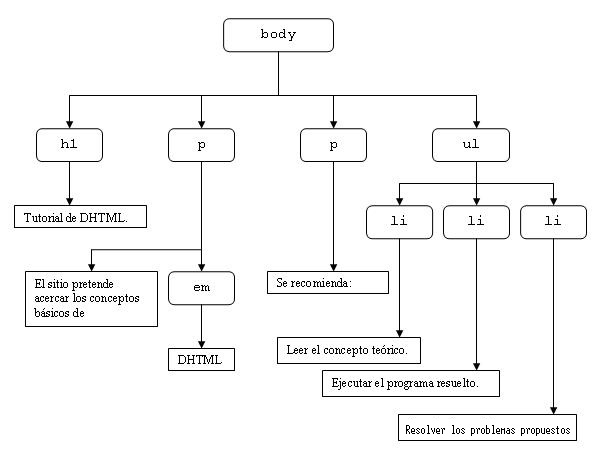 body
h1
p
p
ul
li
li
li
Tutorial de DHTML.
El sitio pretende
acercar los conceptos
básicos de
em
Se recomienda:
DHTML
Leer el concepto teórico.
Ejecutar el programa resuelto.
Resolver los problemas propuestos